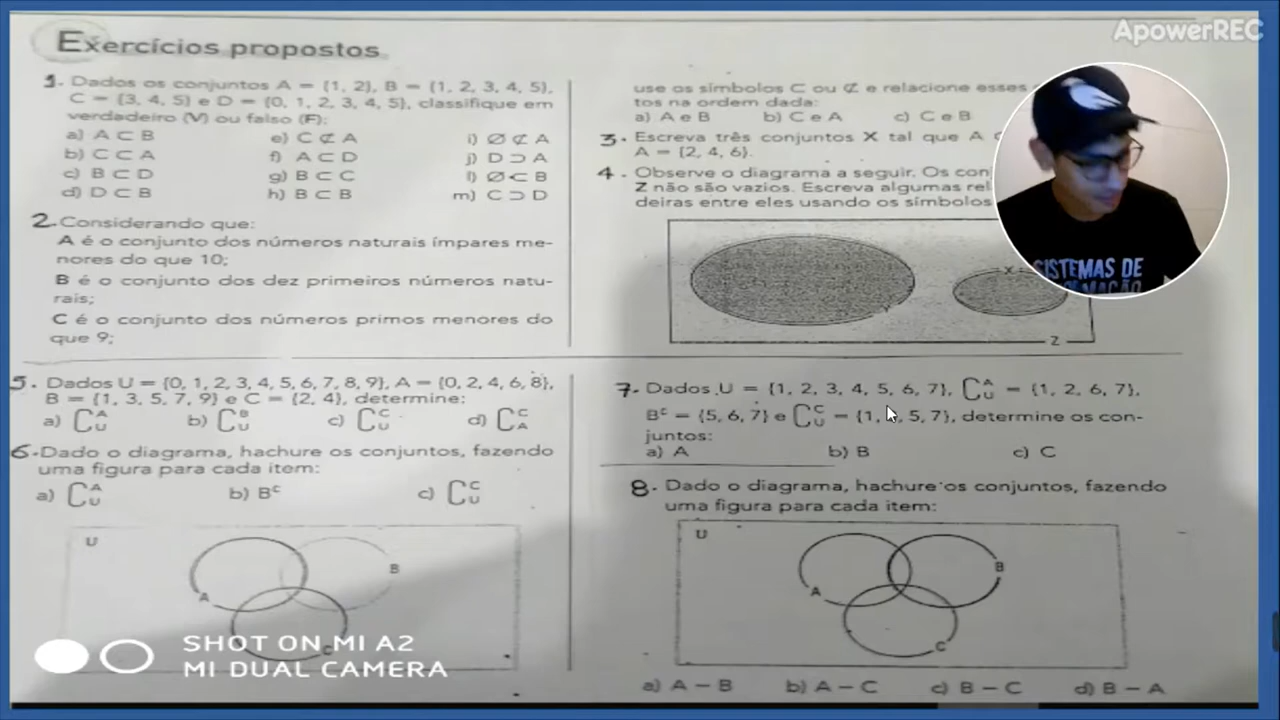 ApowerREC
Exercícios propostos
1. Dados os conjuntos A = {1, 2}, B = {1, 2, 3, 4, 5},
C = {3, 4, 5} e D = {0, 1, 2, 3, 4, 5}, classifique em
verdadeiro (V) ou falso (F):
a) A ⊂ B e) C ⊄ A i) ∅ ⊄ A
b) C ⊂ A f) A ⊂ D j) D ⊃ A
c) B ⊂ D g) B ⊂ C l) ∅ ⊂ B
d) D ⊂ B h) B ⊂ B m) C ⊃ D
2. Considerando que:
A é o conjunto dos números naturais ímpares me-
nores do que 10;
B é o conjunto dos dez primeiros números natu-
rais;
C é o conjunto dos números primos menores do
que 9;
use os símbolos ⊂ ou ⊄ e relacione esses
tos na ordem dada:
a) A e B b) C e A c) C e B
3. Escreva três conjuntos X tal que A
A = {2, 4, 6}.
4. Observe o diagrama a seguir. Os con
Z não são vazios. Escreva algumas rel
deiras entre eles usando os símbolos
X
Y
Z
SISTEMAS DE
5. Dados U = {0, 1, 2, 3, 4, 5, 6, 7, 8, 9}, A = {0, 2, 4, 6, 8},
B = {1, 3, 5, 7, 9} e C = {2, 4}, determine:
a) ∁ᴬᵤ b) ∁ᴮᵤ c) ∁ᶜᵤ d) ∁ᶜₐ
6. Dado o diagrama, hachure os conjuntos, fazendo
uma figura para cada item:
a) ∁ᴬᵤ b) Bᶜ c) ∁ᶜᵤ
U
A
B
C
7. Dados U = {1, 2, 3, 4, 5, 6, 7}, ∁ᴬᵤ = {1, 2, 6, 7},
Bᶜ = {5, 6, 7} e ∁ᶜᵤ = {1, 5, 7}, determine os con-
juntos:
a) A b) B c) C
8. Dado o diagrama, hachure os conjuntos, fazendo
uma figura para cada item:
U
A
B
C
a) A – B b) A – C c) B – C d) B – A
SHOT ON MI A2
MI DUAL CAMERA